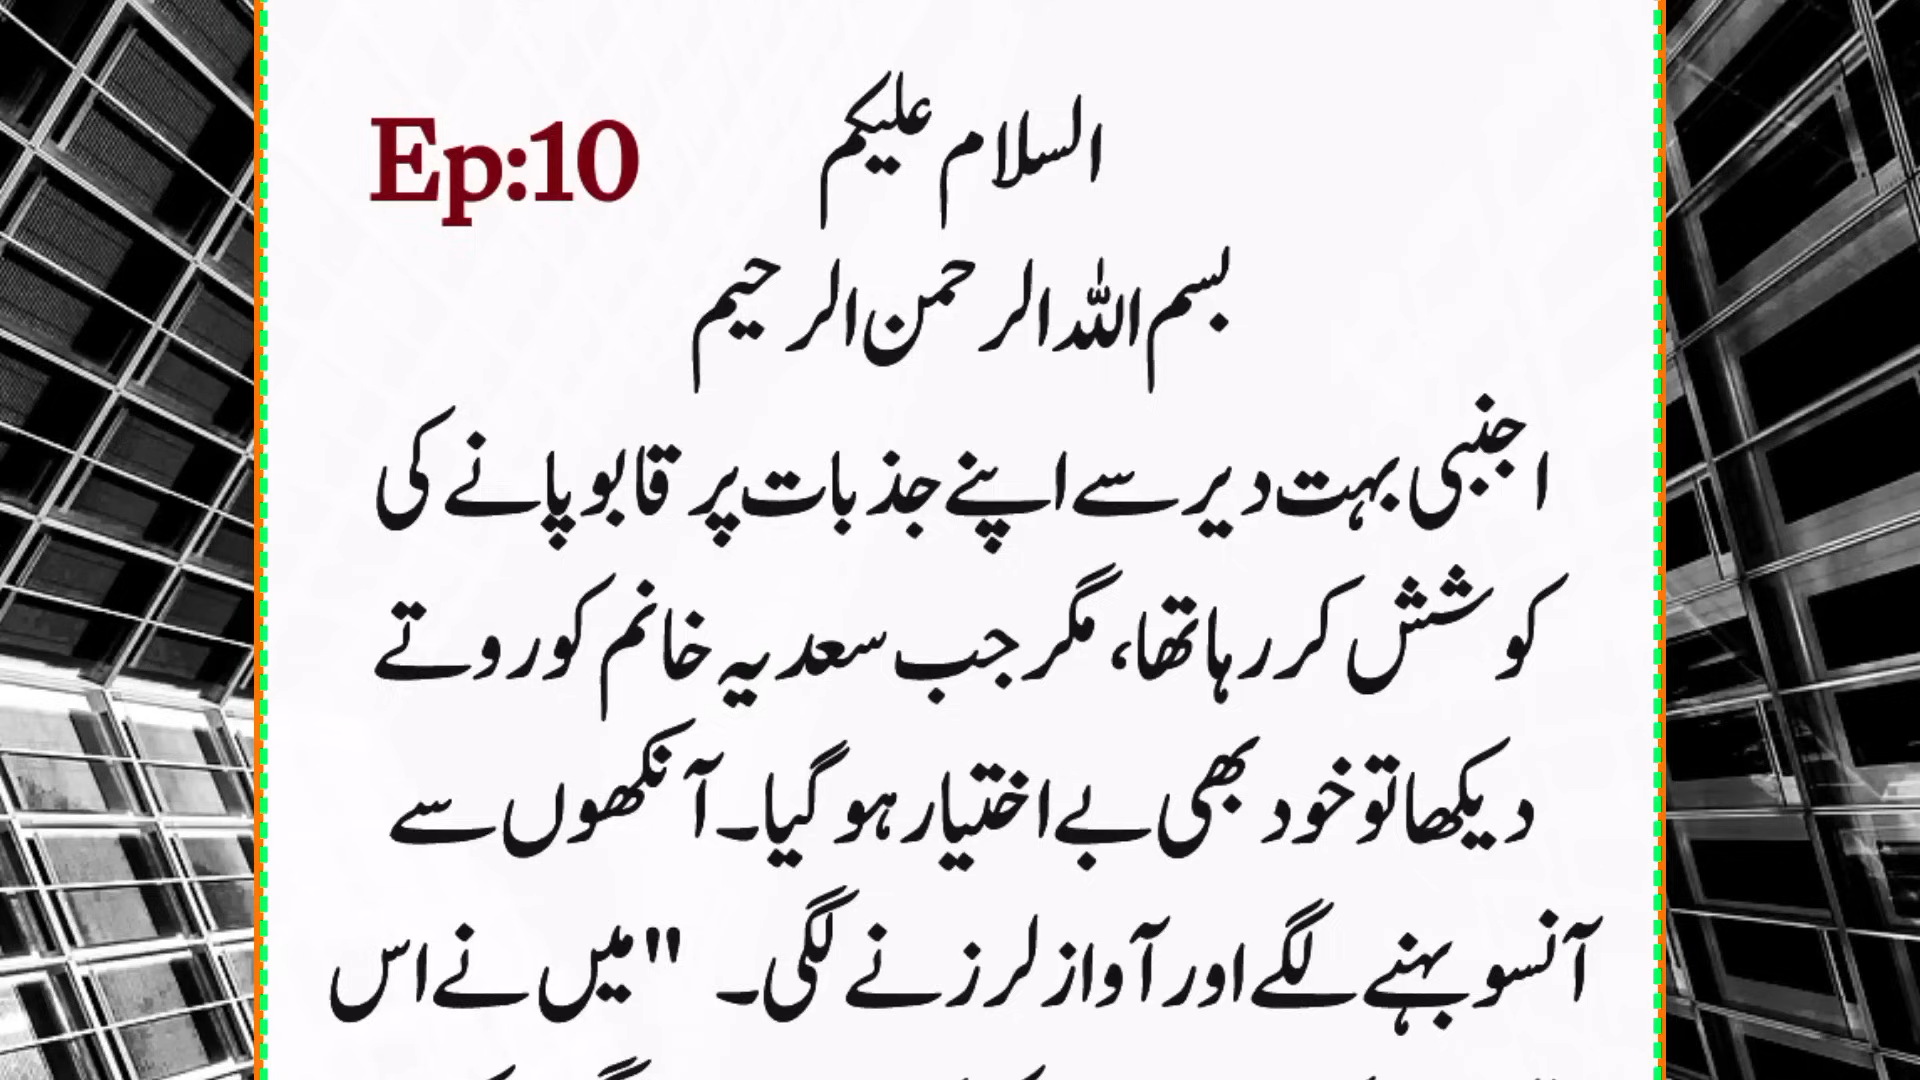 السلام علیکم
Ep:10
بسم اللہ الرحمن الرحیم
اجنبی بہت دیر سے اپنے جذبات پر قابو پانے کی
کوشش کر رہا تھا، مگر جب سعدیہ خانم کو روتے
دیکھا تو خود بھی بے اختیار ہو گیا۔ آنکھوں سے
آنسو بہنے لگے اور آواز لرزنے لگی۔ "میں نے اس